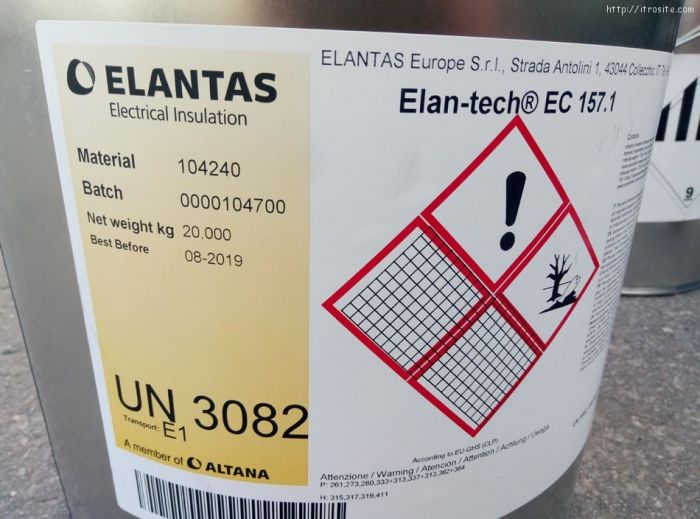 http://itrosite.com
ELANTAS
Electrical Insulation
Material 104240
Batch 0000104700
Net weight kg 20,000
Best Before 08-2019
UN 3082
Transport: E1
A member of ALTANA
ELANTAS Europe S.r.l., Strada Antolini 1, 43044 Collecchio IT
Elan-tech® EC 157.1
According to EU-GHS (CLP)
Attenzione / Warning / Atención / Attention / Achtung / Uwaga
P: 261,273,280,333+313,337+313,362+364
H: 315,317,319,411
9